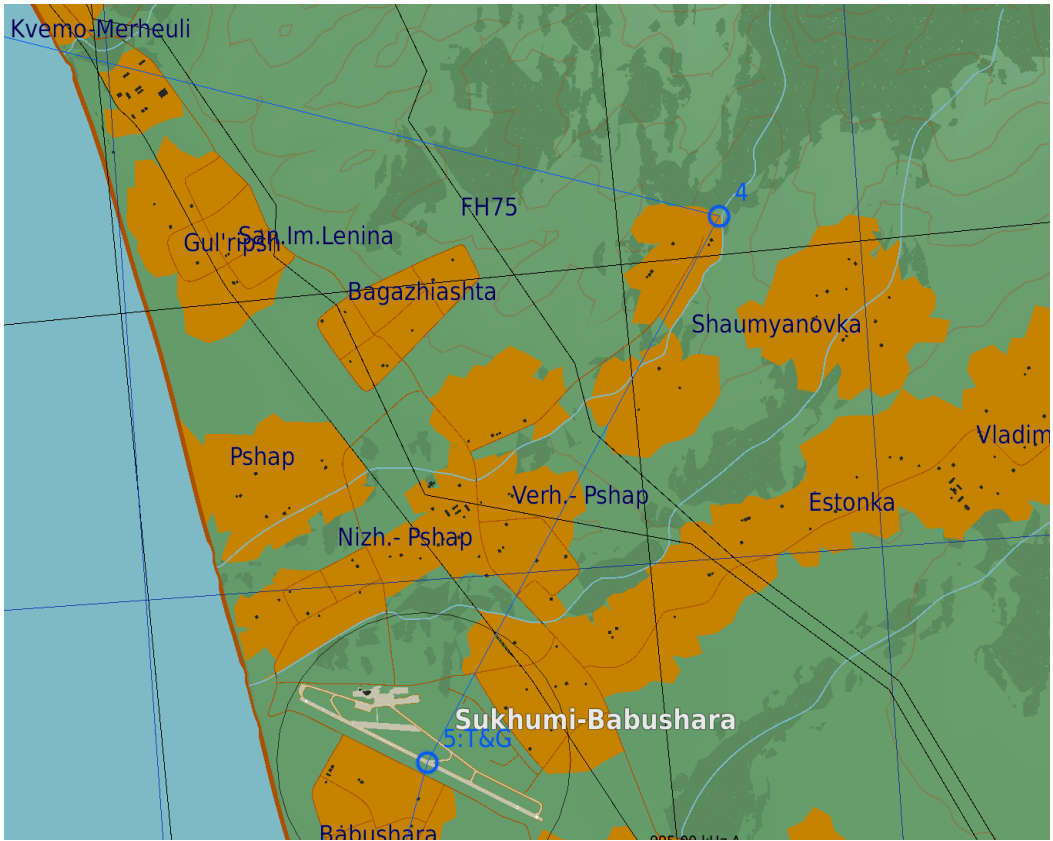 Kvemo-Merheuli
4
FH75
San.Im.Lenina
Gul'ripsh
Bagazhiashta
Shaumyanovka
Vladim
Pshap
Verh.- Pshap
Estonka
Nizh.- Pshap
Sukhumi-Babushara
5:T&G
Babushara